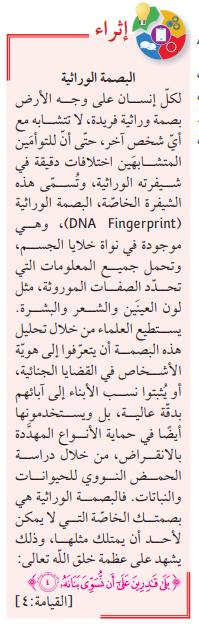 إثراء
البصمة الوراثية
لكلّ إنسان على وجه الأرض
بصمة وراثية فريدة، لا تتشابه مع
أيّ شخص آخر، حتّى أنّ للتوأمَين
المتشابهَين اختلافات دقيقة في
شيفرته الوراثية، وتُسمّى هذه
الشيفرة الخاصّة، البصمة الوراثية
(DNA Fingerprint)، وهي
موجودة في نواة خلايا الجسم،
وتحمل جميع المعلومات التي
تحدّد الصفات الموروثة، مثل
لون العينَين والشعر والبشرة.
يستطيع العلماء من خلال تحليل
هذه البصمة أن يتعرّفوا إلى هويّة
الأشخاص في القضايا الجنائية،
أو يُثبتوا نسب الأبناء إلى آبائهم
بدقّة عالية، بل ويستخدمونها
أيضًا في حماية الأنواع المهدَّدة
بالانقراض، من خلال دراسة
الحمض النووي للحيوانات
والنباتات. فالبصمة الوراثية هي
بصمتك الخاصّة التي لا يمكن
لأحد أن يمتلك مثلها، وذلك
يشهد على عظمة خلق الله تعالى:
﴿بَلَىٰ قَٰدِرِينَ عَلَىٰٓ أَن نُّسَوِّيَ بَنَانَهُۥ ﴿٤﴾﴾
[القيامة:٤]